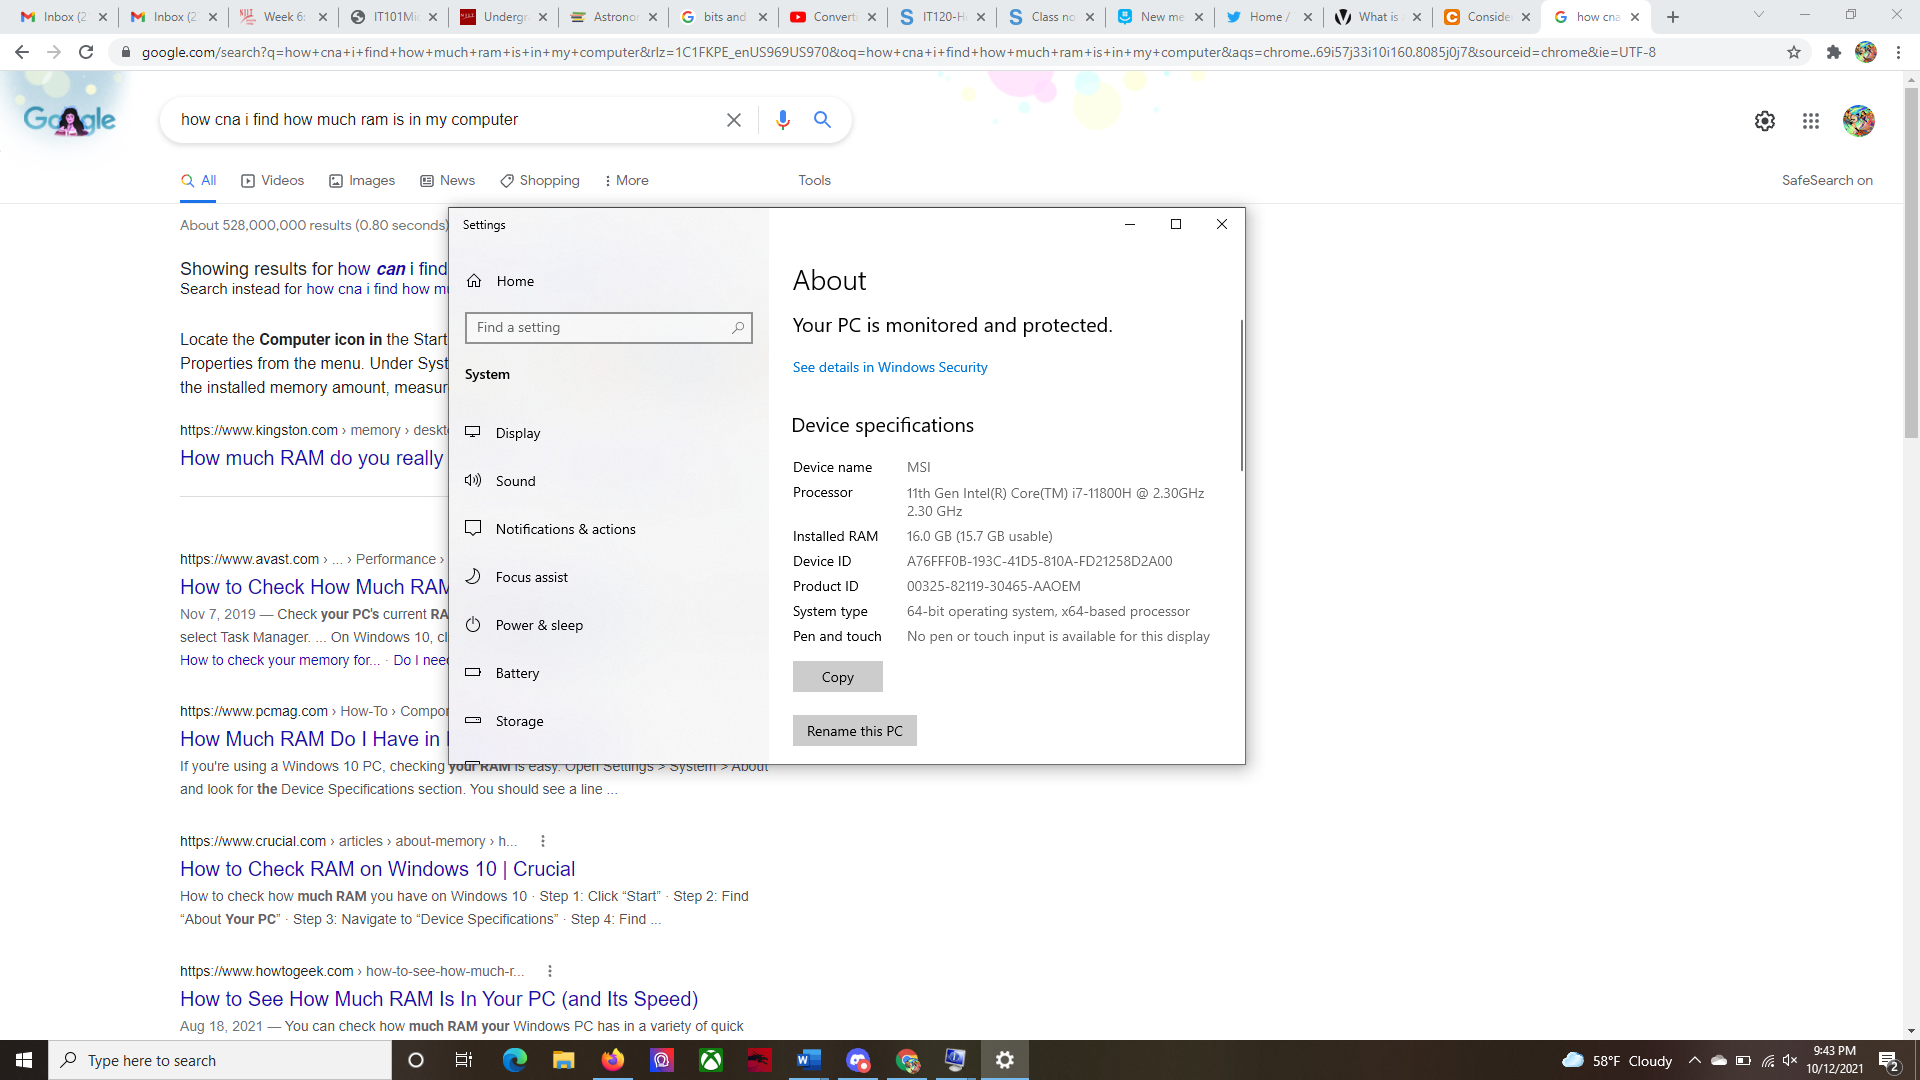 Inbox (2
Inbox (2
Week 6:
IT101Mi
Undergr
Astrono
bits and
Convert
IT120-H
Class no
New me
Home /
What is
Conside
how cna
google.com/search?q=how+cna+i+find+how+much+ram+is+in+my+computer&rlz=1C1FKPE_enUS969US970&oq=how+cna+i+find+how+much+ram+is+in+my+computer&aqs=chrome..69i57j33i10i160.8085j0j7&sourceid=chrome&ie=UTF-8
Google
how cna i find how much ram is in my computer
All
Videos
Images
News
Shopping
More
Tools
SafeSearch on
About 528,000,000 results (0.80 seconds)
Showing results for how can i find
Search instead for how cna i find how mu
Locate the Computer icon in the Start
Properties from the menu. Under Syst
the installed memory amount, measur
https://www.kingston.com › memory › deskt
How much RAM do you really
https://www.avast.com › ... › Performance ›
How to Check How Much RAM
Nov 7, 2019 — Check your PC's current RA
select Task Manager. ... On Windows 10, cl
How to check your memory for... · Do I nee
https://www.pcmag.com › How-To › Compon
How Much RAM Do I Have in
If you're using a Windows 10 PC, checking your RAM is easy. Open Settings > System > About
and look for the Device Specifications section. You should see a line ...
https://www.crucial.com › articles › about-memory › h...
How to Check RAM on Windows 10 | Crucial
How to check how much RAM you have on Windows 10 · Step 1: Click “Start” · Step 2: Find
“About Your PC” · Step 3: Navigate to “Device Specifications” · Step 4: Find ...
https://www.howtogeek.com › how-to-see-how-much-r...
How to See How Much RAM Is In Your PC (and Its Speed)
Aug 18, 2021 — You can check how much RAM your Windows PC has in a variety of quick
Settings
Home
Find a setting
System
Display
Sound
Notifications & actions
Focus assist
Power & sleep
Battery
Storage
About
Your PC is monitored and protected.
See details in Windows Security
Device specifications
Device name MSI
Processor 11th Gen Intel(R) Core(TM) i7-11800H @ 2.30GHz
2.30 GHz
Installed RAM 16.0 GB (15.7 GB usable)
Device ID A76FFF0B-193C-41D5-810A-FD21258D2A00
Product ID 00325-82119-30465-AAOEM
System type 64-bit operating system, x64-based processor
Pen and touch No pen or touch input is available for this display
Copy
Rename this PC
Type here to search
58°F Cloudy
9:43 PM
10/12/2021
2